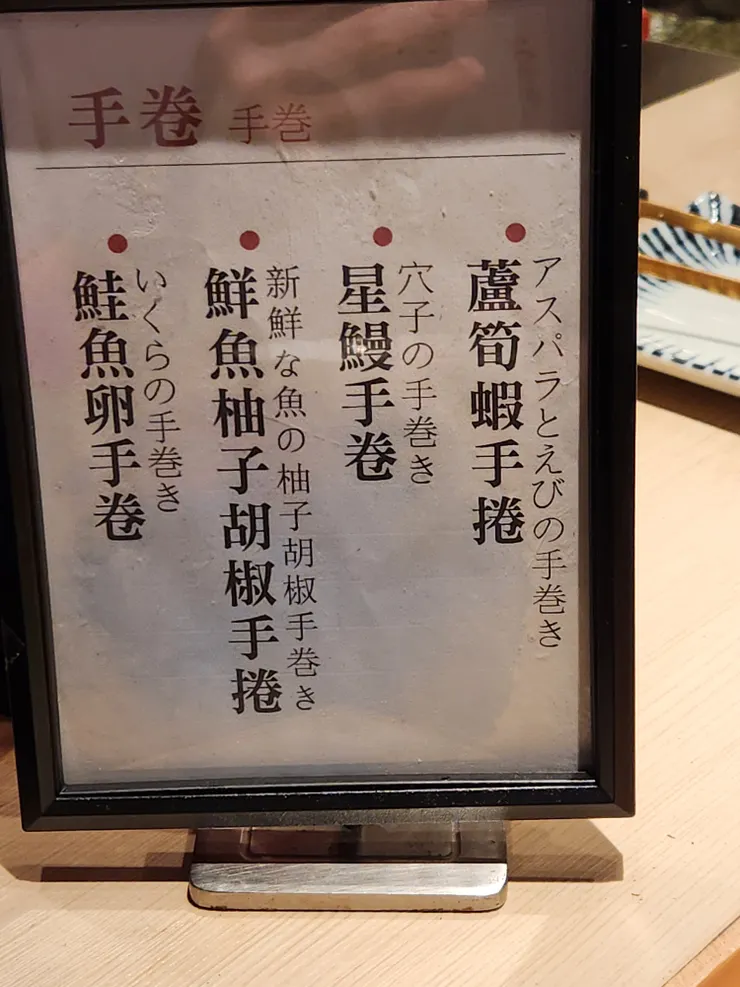 手卷 手巻
蘆筍蝦手捲
アスパラとえびの手巻き
星鰻手卷
穴子の手巻き
鮮魚柚子胡椒手捲
新鮮な魚の柚子胡椒手巻き
鮭魚卵手卷
いくらの手巻き